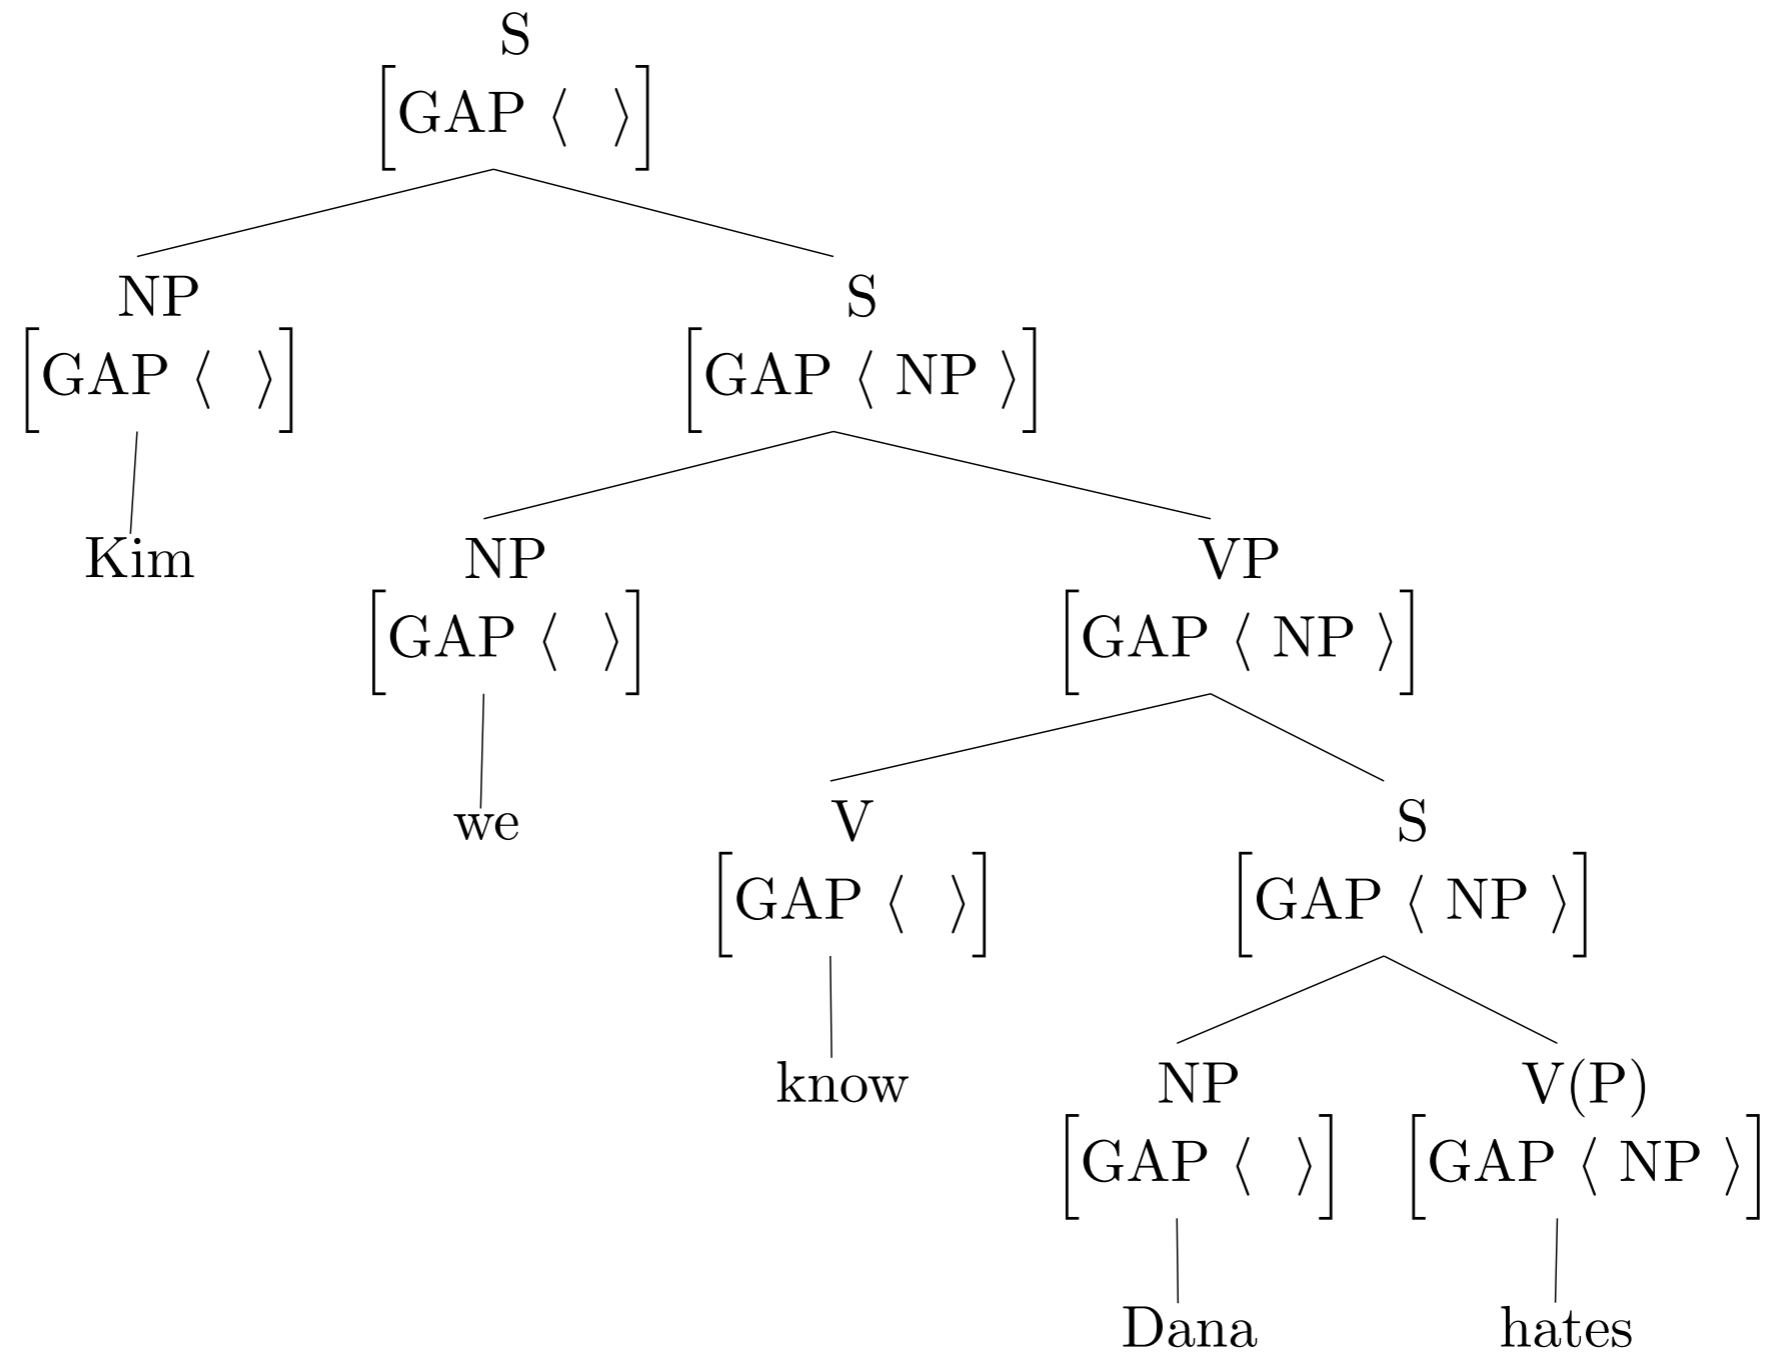 S
[GAP ⟨ ⟩]
NP S
[GAP ⟨ ⟩] [GAP ⟨ NP ⟩]
Kim NP VP
[GAP ⟨ ⟩] [GAP ⟨ NP ⟩]
we V S
[GAP ⟨ ⟩] [GAP ⟨ NP ⟩]
know NP V(P)
[GAP ⟨ ⟩] [GAP ⟨ NP ⟩]
Dana hates